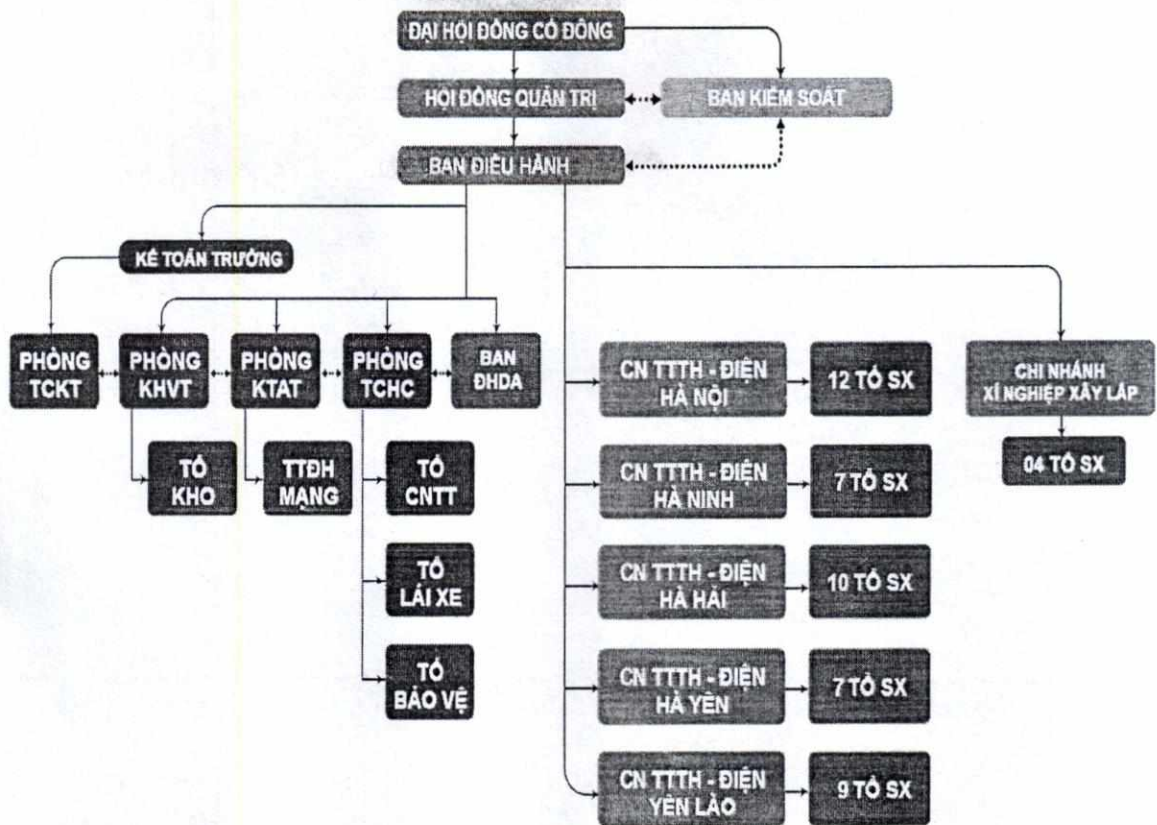 ĐẠI HỘI ĐỒNG CỔ ĐÔNG
HỘI ĐỒNG QUẢN TRỊ
BAN KIỂM SOÁT
BAN ĐIỀU HÀNH
KẾ TOÁN TRƯỞNG
PHÒNG
TCKT
PHÒNG
KHVT
PHÒNG
KTAT
PHÒNG
TCHC
BAN
ĐHDA
TỔ
KHO
TTĐH
MẠNG
TỔ
CNTT
TỔ
LÁI XE
TỔ
BẢO VỆ
CN TTTH - ĐIỆN
HÀ NỘI
12 TỔ SX
CN TTTH - ĐIỆN
HÀ NINH
7 TỔ SX
CN TTTH - ĐIỆN
HÀ HẢI
10 TỔ SX
CN TTTH - ĐIỆN
HÀ YÊN
7 TỔ SX
CN TTTH - ĐIỆN
YÊN LÀO
9 TỔ SX
CHI NHÁNH
XÍ NGHIỆP XÂY LẮP
04 TỔ SX